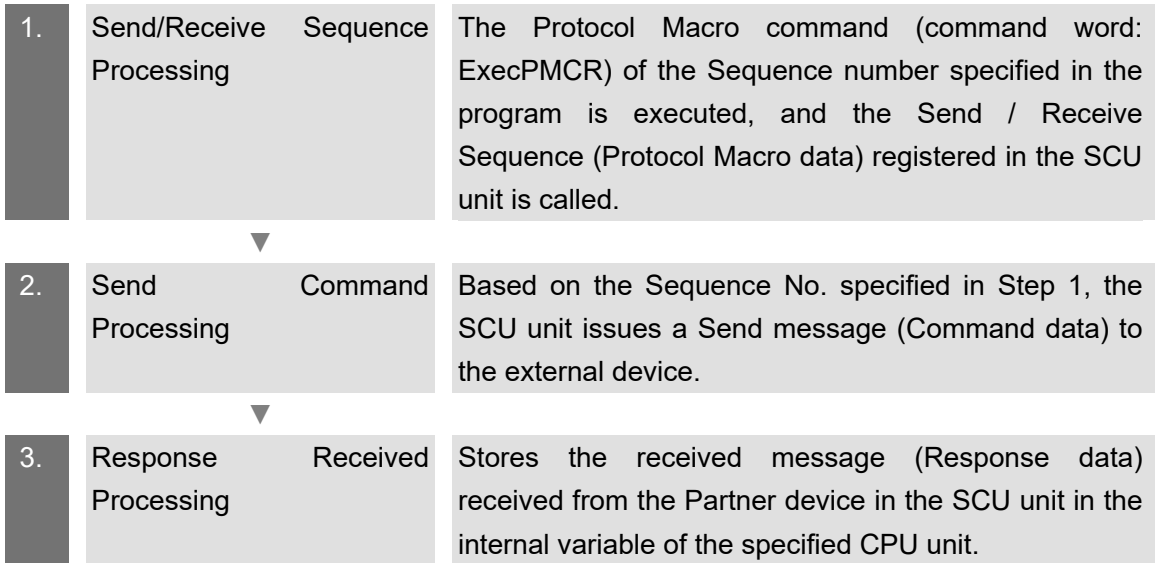 1. Send/Receive Sequence Processing
The Protocol Macro command (command word:
ExecPMCR) of the Sequence number specified in the
program is executed, and the Send / Receive
Sequence (Protocol Macro data) registered in the SCU
unit is called.
▼
2. Send Command Processing
Based on the Sequence No. specified in Step 1, the
SCU unit issues a Send message (Command data) to
the external device.
▼
3. Response Received Processing
Stores the received message (Response data)
received from the Partner device in the SCU unit in the
internal variable of the specified CPU unit.